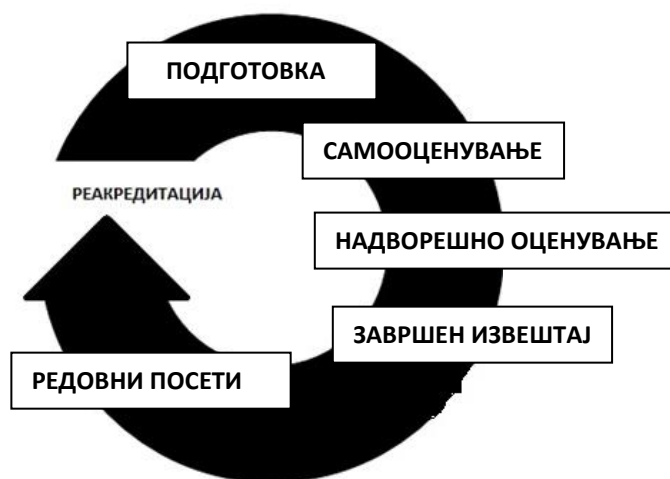 ПОДГОТОВКА
САМООЦЕНУВАЊЕ
РЕАКРЕДИТАЦИЈА
НАДВОРЕШНО ОЦЕНУВАЊЕ
ЗАВРШЕН ИЗВЕШТАЈ
РЕДОВНИ ПОСЕТИ